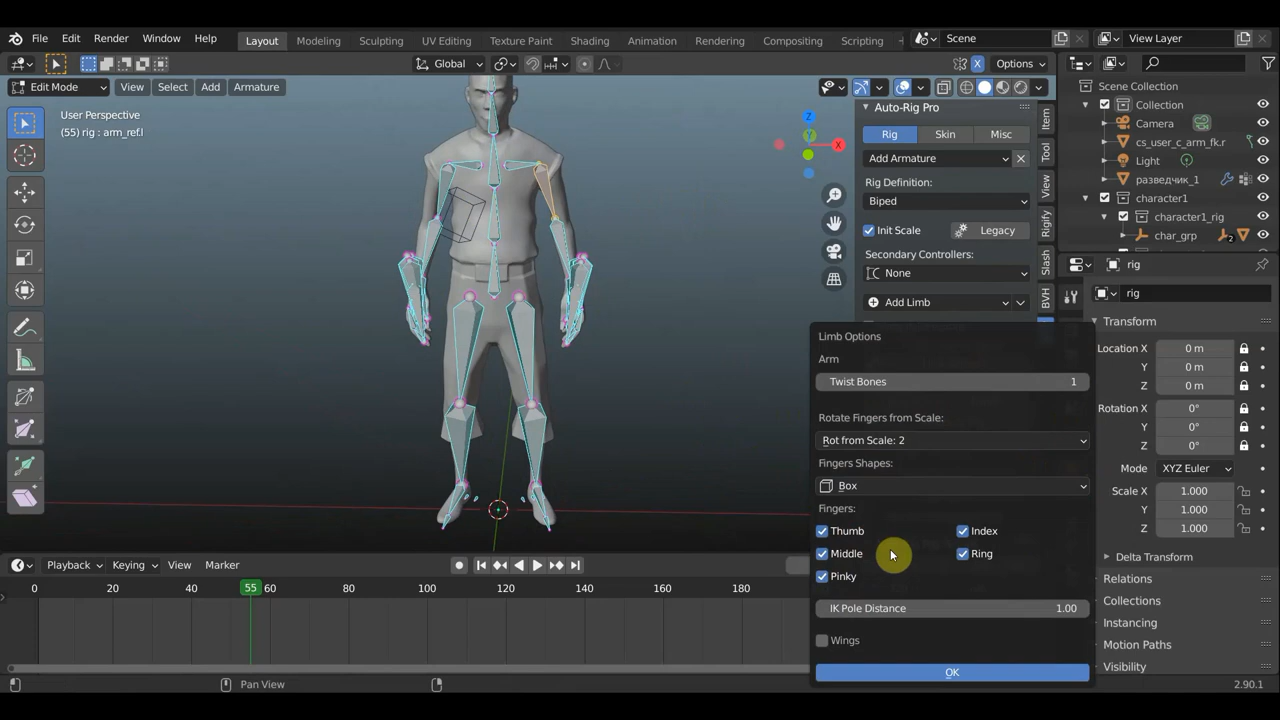 File Edit Render Window Help Layout Modeling Sculpting UV Editing Texture Paint Shading Animation Rendering Compositing Scripting Scene View Layer
Global Options
Edit Mode View Select Add Armature
User Perspective
(55) rig : arm_ref.l
Z
Y
X
Auto-Rig Pro
Rig Skin Misc
Add Armature
Rig Definition:
Biped
Init Scale Legacy
Secondary Controllers:
None
Add Limb
Item
Tool
View
Rigify
Slash
BVH
Scene Collection
Collection
Camera
cs_user_c_arm_fk.r
Light
разведчик_1
character1
character1_rig
char_grp 2
rig
rig
Transform
Location X 0 m
Y 0 m
Z 0 m
Rotation X 0°
Y 0°
Z 0°
Mode XYZ Euler
Scale X 1.000
Y 1.000
Z 1.000
Delta Transform
Relations
Collections
Instancing
Motion Paths
Visibility
Limb Options
Arm
Twist Bones 1
Rotate Fingers from Scale:
Rot from Scale: 2
Fingers Shapes:
Box
Fingers:
Thumb Index
Middle Ring
Pinky
IK Pole Distance 1.00
Wings
OK
Playback Keying View Marker
0 55 60 80 100 120 140 160 180
Pan View
2.90.1